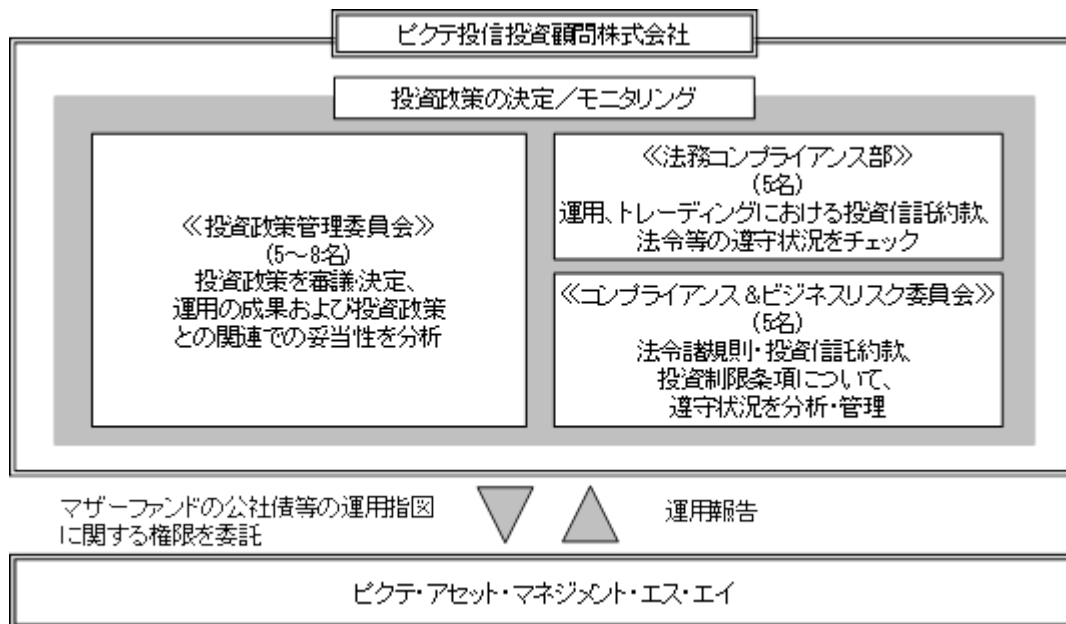 ピクテ投信投資顧問株式会社
投資政策の決定／モニタリング
≪投資政策管理委員会≫
(5～8名)
投資政策を審議・決定、
運用の成果および投資政策
との関連での妥当性を分析
≪法務コンプライアンス部≫
(5名)
運用、トレーディングにおける投資信託約款、
法令等の遵守状況をチェック
≪コンプライアンス&ビジネスリスク委員会≫
(5名)
法令諸規則・投資信託約款、
投資制限条項について、
遵守状況を分析・管理
マザーファンドの公社債等の運用指図
に関する権限を委託
運用報告
ピクテ・アセット・マネジメント・エス・エイ